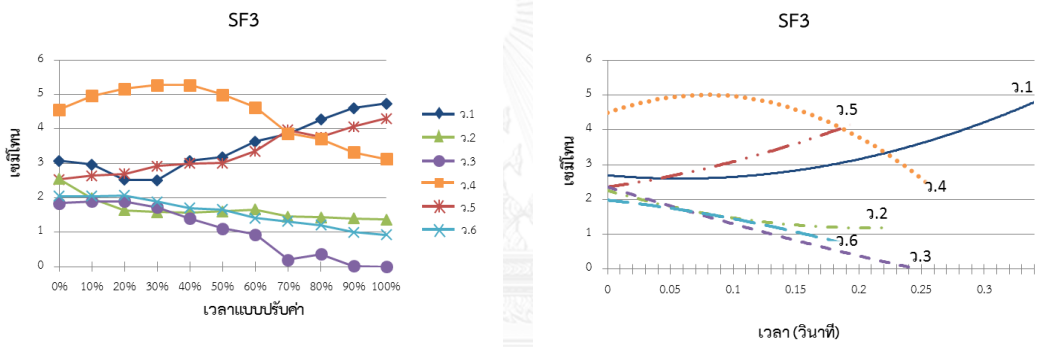 SF3
6
5
4
3
2
1
0
เซมิโทน
0% 10% 20% 30% 40% 50% 60% 70% 80% 90% 100%
เวลาแบบปรับค่า
ว.1
ว.2
ว.3
ว.4
ว.5
ว.6
SF3
6
5
4
3
2
1
0
เซมิโทน
ว.1
ว.5
ว.4
ว.2
ว.6
ว.3
0 0.05 0.1 0.15 0.2 0.25 0.3
เวลา (วินาที)